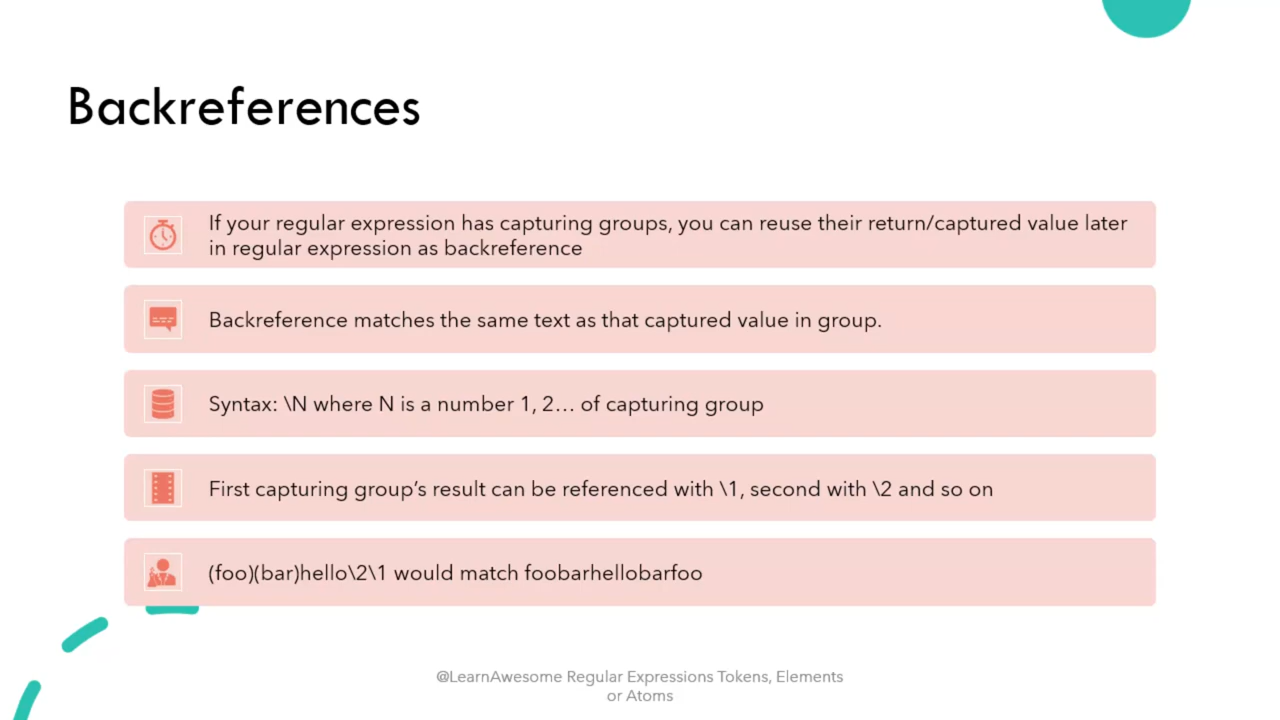 Backreferences
If your regular expression has capturing groups, you can reuse their return/captured value later
in regular expression as backreference
Backreference matches the same text as that captured value in group.
Syntax: \N where N is a number 1, 2… of capturing group
First capturing group’s result can be referenced with \1, second with \2 and so on
(foo)(bar)hello\2\1 would match foobarhellobarfoo
@LearnAwesome Regular Expressions Tokens, Elements
or Atoms